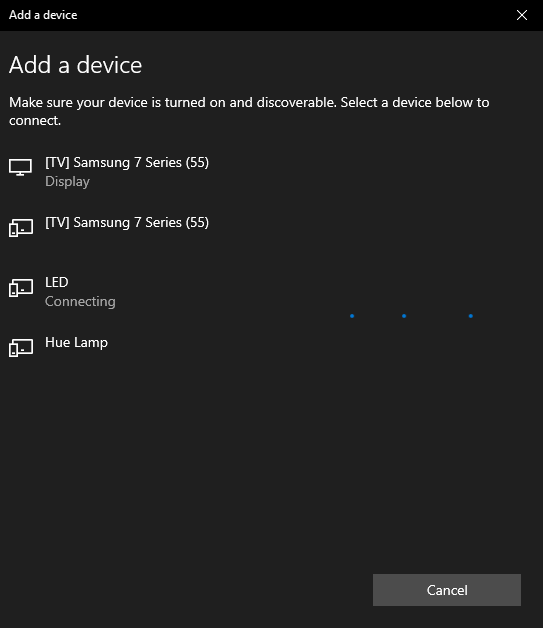 Add a device
Add a device
Make sure your device is turned on and discoverable. Select a device below to
connect.
[TV] Samsung 7 Series (55)
Display
[TV] Samsung 7 Series (55)
LED
Connecting
Hue Lamp
Cancel